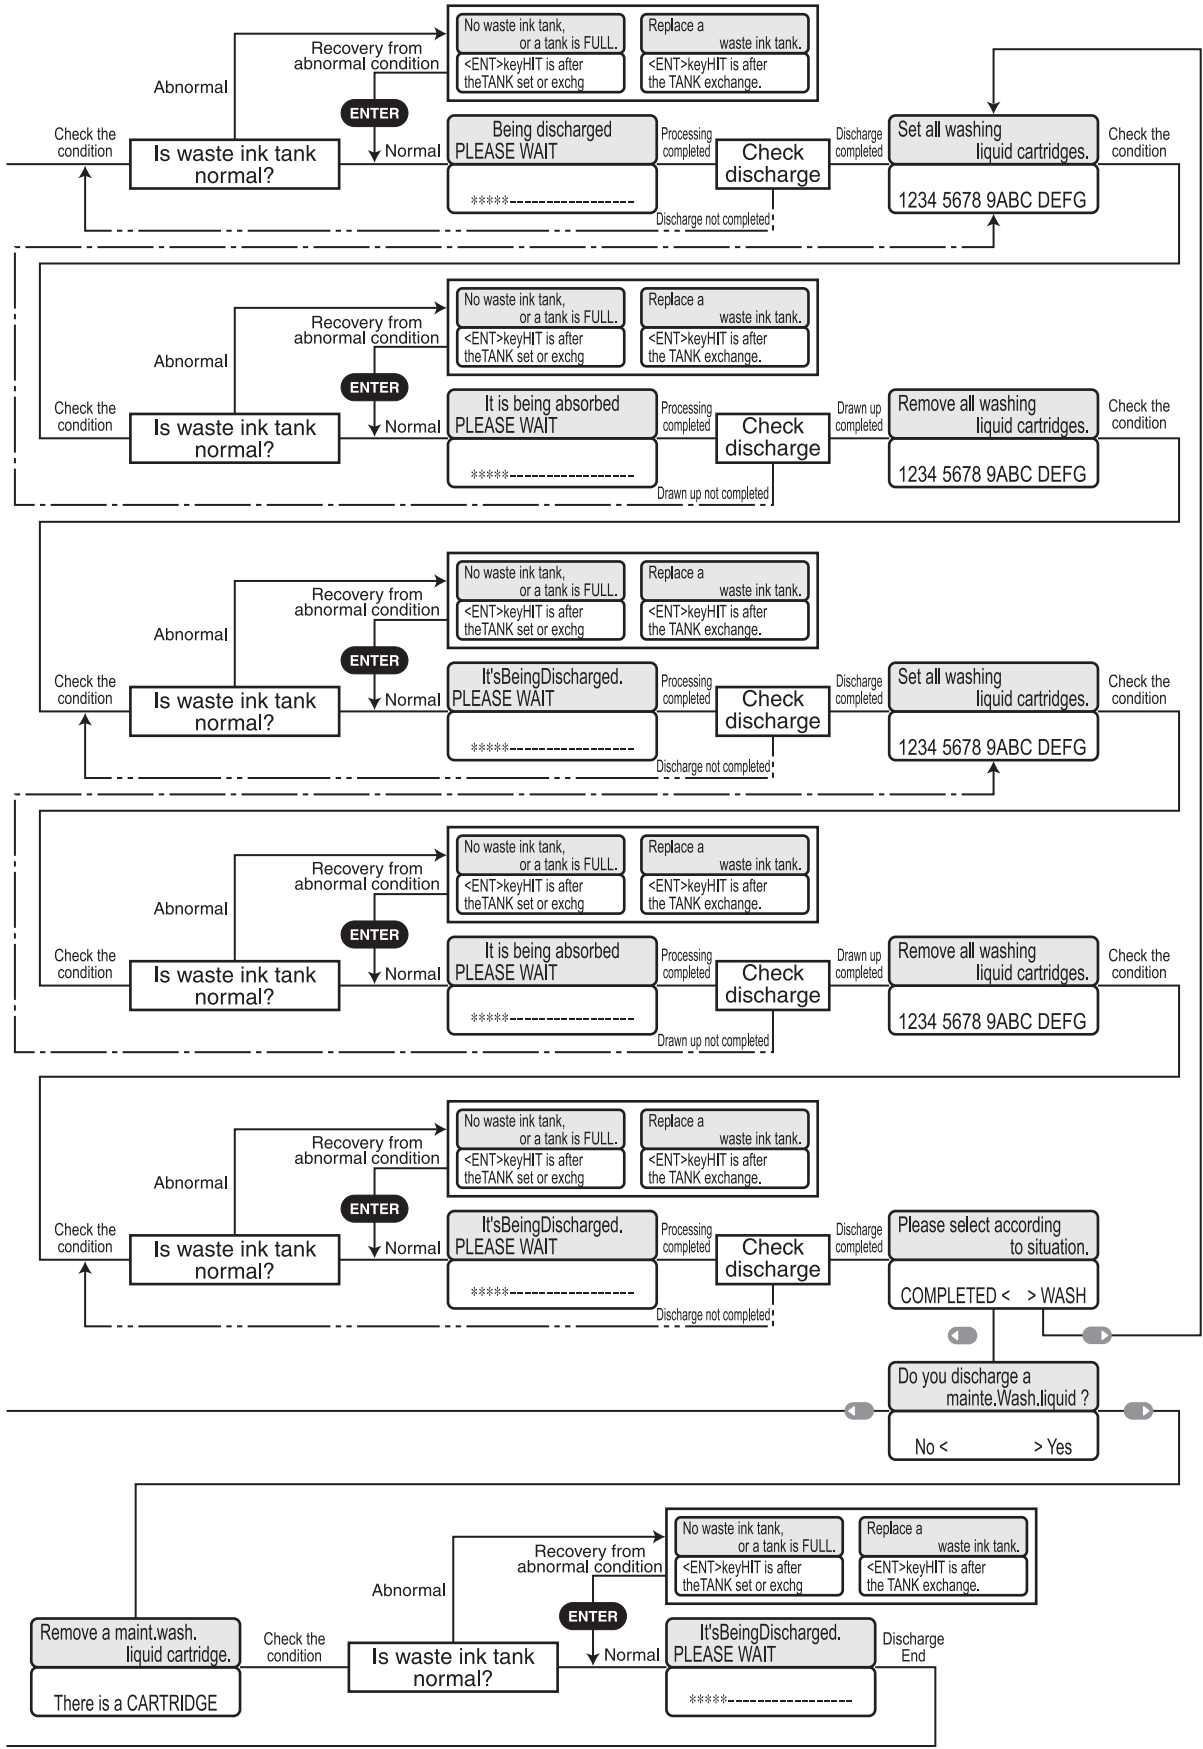 No waste ink tank,
or a tank is FULL.
<ENT>keyHIT is after
theTANK set or exchg
Replace a
waste ink tank.
<ENT>keyHIT is after
the TANK exchange.
Recovery from
abnormal condition
Abnormal
ENTER
Check the
condition
Is waste ink tank
normal?
Normal
Being discharged
PLEASE WAIT
*****-----------------
Processing
completed
Check
discharge
Discharge
completed
Set all washing
liquid cartridges.
1234 5678 9ABC DEFG
Check the
condition
Discharge not completed
No waste ink tank,
or a tank is FULL.
<ENT>keyHIT is after
theTANK set or exchg
Replace a
waste ink tank.
<ENT>keyHIT is after
the TANK exchange.
Recovery from
abnormal condition
Abnormal
ENTER
Check the
condition
Is waste ink tank
normal?
Normal
It is being absorbed
PLEASE WAIT
*****-----------------
Processing
completed
Check
discharge
Drawn up
completed
Remove all washing
liquid cartridges.
1234 5678 9ABC DEFG
Check the
condition
Drawn up not completed
No waste ink tank,
or a tank is FULL.
<ENT>keyHIT is after
theTANK set or exchg
Replace a
waste ink tank.
<ENT>keyHIT is after
the TANK exchange.
Recovery from
abnormal condition
Abnormal
ENTER
Check the
condition
Is waste ink tank
normal?
Normal
It'sBeingDischarged.
PLEASE WAIT
*****-----------------
Processing
completed
Check
discharge
Discharge
completed
Set all washing
liquid cartridges.
1234 5678 9ABC DEFG
Check the
condition
Discharge not completed
No waste ink tank,
or a tank is FULL.
<ENT>keyHIT is after
theTANK set or exchg
Replace a
waste ink tank.
<ENT>keyHIT is after
the TANK exchange.
Recovery from
abnormal condition
Abnormal
ENTER
Check the
condition
Is waste ink tank
normal?
Normal
It is being absorbed
PLEASE WAIT
*****-----------------
Processing
completed
Check
discharge
Drawn up
completed
Remove all washing
liquid cartridges.
1234 5678 9ABC DEFG
Check the
condition
Drawn up not completed
No waste ink tank,
or a tank is FULL.
<ENT>keyHIT is after
theTANK set or exchg
Replace a
waste ink tank.
<ENT>keyHIT is after
the TANK exchange.
Recovery from
abnormal condition
Abnormal
ENTER
Check the
condition
Is waste ink tank
normal?
Normal
It'sBeingDischarged.
PLEASE WAIT
*****-----------------
Processing
completed
Check
discharge
Discharge
completed
Please select according
to situation.
COMPLETED < > WASH
Discharge not completed
Do you discharge a
mainte.Wash.liquid ?
No < > Yes
No waste ink tank,
or a tank is FULL.
<ENT>keyHIT is after
theTANK set or exchg
Replace a
waste ink tank.
<ENT>keyHIT is after
the TANK exchange.
Recovery from
abnormal condition
Abnormal
ENTER
Remove a maint.wash.
liquid cartridge.
There is a CARTRIDGE
Check the
condition
Is waste ink tank
normal?
Normal
It'sBeingDischarged.
PLEASE WAIT
*****-----------------
Discharge
End